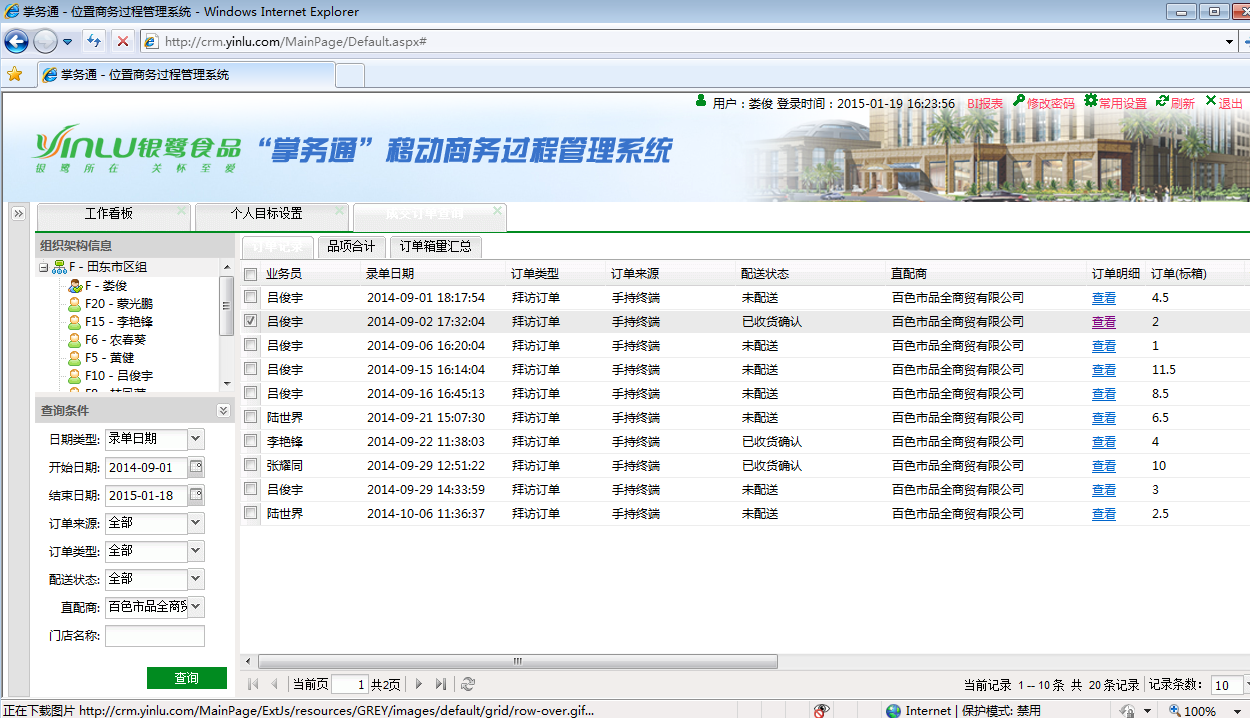 掌务通 - 位置商务过程管理系统 - Windows Internet Explorer
http://crm.yinlu.com/MainPage/Default.aspx#
掌务通 - 位置商务过程管理系统
用户：娄俊 登录时间：2015-01-19 16:23:56 BI报表 修改密码 常用设置 刷新 退出
YINLU银鹭食品 “掌务通”移动商务过程管理系统
银鹭所在 关怀至爱
工作看板 个人目标设置 成交订单查询
组织架构信息
F - 田东市区组
F - 娄俊
F20 - 蒙光鹏
F15 - 李艳锋
F6 - 农春葵
F5 - 黄健
F10 - 吕俊宇
查询条件
日期类型: 录单日期
开始日期: 2014-09-01
结束日期: 2015-01-18
订单来源: 全部
订单类型: 全部
配送状态: 全部
直配商: 百色市品全商贸
门店名称:
查询
订单记录 品项合计 订单箱量汇总
业务员 录单日期 订单类型 订单来源 配送状态 直配商 订单明细 订单(标箱)
吕俊宇 2014-09-01 18:17:54 拜访订单 手持终端 未配送 百色市品全商贸有限公司 查看 4.5
吕俊宇 2014-09-02 17:32:04 拜访订单 手持终端 已收货确认 百色市品全商贸有限公司 查看 2
吕俊宇 2014-09-06 16:20:04 拜访订单 手持终端 未配送 百色市品全商贸有限公司 查看 1
吕俊宇 2014-09-15 16:14:04 拜访订单 手持终端 未配送 百色市品全商贸有限公司 查看 11.5
吕俊宇 2014-09-16 16:45:13 拜访订单 手持终端 未配送 百色市品全商贸有限公司 查看 8.5
陆世界 2014-09-21 15:07:30 拜访订单 手持终端 未配送 百色市品全商贸有限公司 查看 6.5
李艳锋 2014-09-22 11:38:03 拜访订单 手持终端 已收货确认 百色市品全商贸有限公司 查看 4
张耀同 2014-09-29 12:51:22 拜访订单 手持终端 已收货确认 百色市品全商贸有限公司 查看 10
吕俊宇 2014-09-29 14:33:59 拜访订单 手持终端 未配送 百色市品全商贸有限公司 查看 3
陆世界 2014-10-06 11:36:37 拜访订单 手持终端 未配送 百色市品全商贸有限公司 查看 2.5
当前页 1 共2页 当前记录 1 -- 10 条 共 20 条记录 记录条数: 10
正在下载图片 http://crm.yinlu.com/MainPage/ExtJs/resources/GREY/images/default/grid/row-over.gif... Internet | 保护模式: 禁用 100%